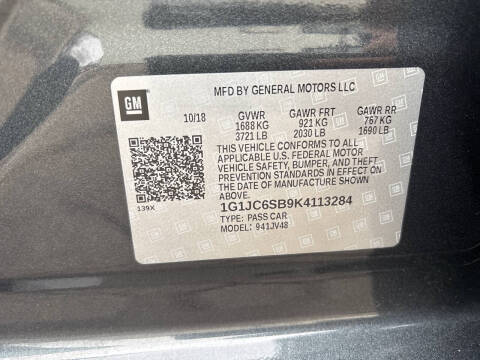 MFD BY GENERAL MOTORS LLC
GM
10/18 GVWR GAWR FRT GAWR RR
1688 KG 921 KG 767 KG
3721 LB 2030 LB 1690 LB
THIS VEHICLE CONFORMS TO ALL
APPLICABLE U.S. FEDERAL MOTOR
VEHICLE SAFETY, BUMPER, AND THEFT
PREVENTION STANDARDS IN EFFECT ON
THE DATE OF MANUFACTURE SHOWN
ABOVE.
1G1JC6SB9K4113284
139X
TYPE: PASS CAR
MODEL: 941JV48